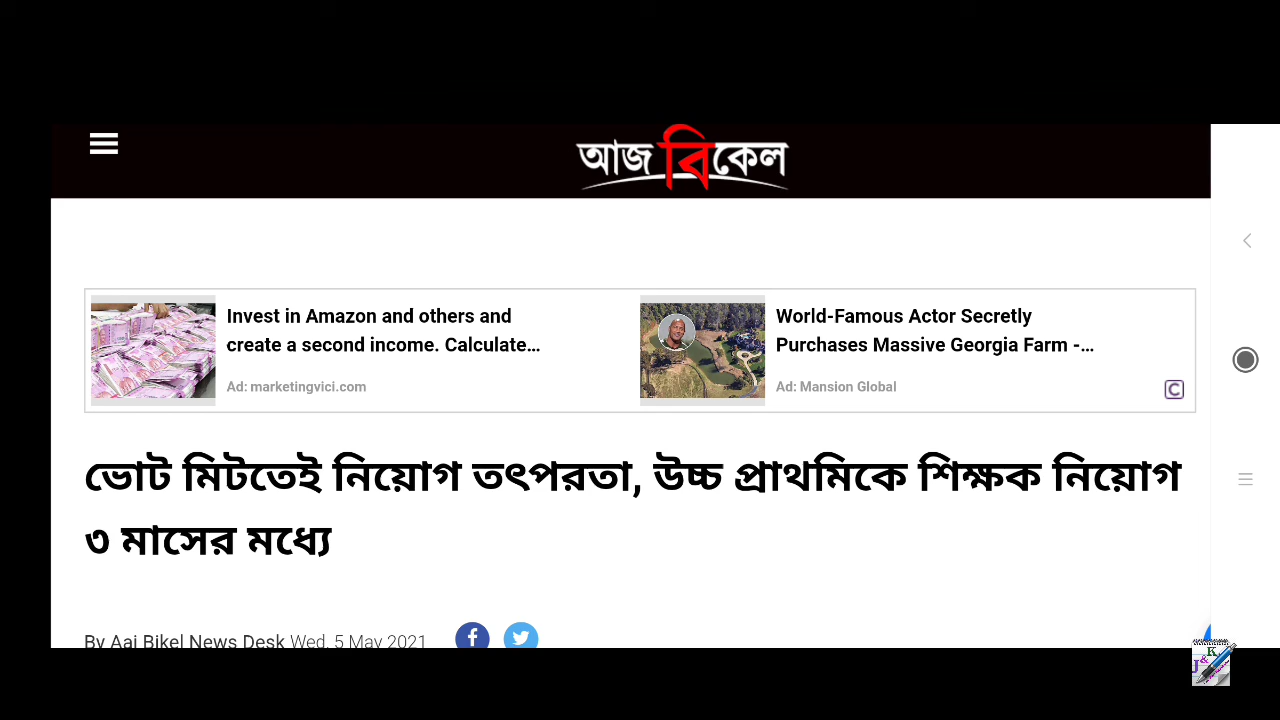 আজ বিকেল
Invest in Amazon and others and
create a second income. Calculate...
Ad: marketingvici.com
World-Famous Actor Secretly
Purchases Massive Georgia Farm -...
Ad: Mansion Global
C
ভোট মিটতেই নিয়োগ তৎপরতা, উচ্চ প্রাথমিকে শিক্ষক নিয়োগ
৩ মাসের মধ্যে
By Aaj Bikel News Desk Wed, 5 May 2021
J&K